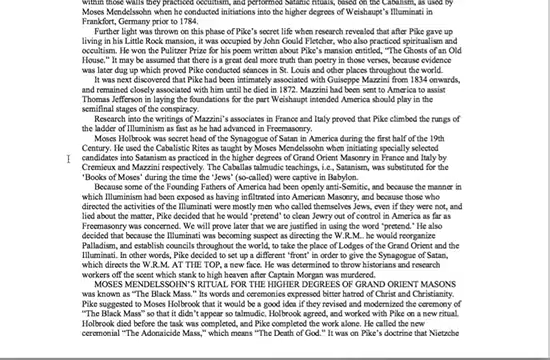 within those walls they practiced occultism, and performed Satanic rituals, based on the Cabalism, as used by
Moses Mendelssohn when he conducted initiations into the higher degrees of Weishaupt's Illuminati in
Frankfort, Germany prior to 1784.
Further light was thrown on this phase of Pike's secret life when research revealed that after Pike gave up
living in his Little Rock mansion, it was occupied by John Gould Fletcher, who also practiced spiritualism and
occultism. He won the Pulitzer Prize for his poem written about Pike's mansion entitled, "The Ghosts of an Old
House." It may be assumed that there is a great deal more truth than poetry in those verses, because evidence
was later dug up which proved Pike conducted séances in St. Louis and other places throughout the world.
It was next discovered that Pike had been intimately associated with Guiseppe Mazzini from 1834 onwards,
and remained closely associated with him until he died in 1872. Mazzini had been sent to America to assist
Thomas Jefferson in laying the foundations for the part Weishaupt intended America should play in the
semifinal stages of the conspiracy.
Research into the writings of Mazzini's associates in France and Italy proved that Pike climbed the rungs of
the ladder of Illuminism as fast as he had advanced in Freemasonry.
Moses Holbrook was secret head of the Synagogue of Satan in America during the first half of the 19th
Century. He used the Cabalistic Rites as taught by Moses Mendelssohn when initiating specially selected
candidates into Satanism as practiced in the higher degrees of Grand Orient Masonry in France and Italy by
Cremieux and Mazzini respectively. The Caballas talmudic teachings, i.e., Satanism, was substituted for the
'Books of Moses' during the time the 'Jews' (so-called) were captive in Babylon.
Because some of the Founding Fathers of America had been openly anti-Semitic, and because the manner in
which Illuminism had been exposed as having infiltrated into American Masonry, and because those who
directed the activities of the Illuminati were mostly men who called themselves Jews, even if they were not, and
lied about the matter, Pike decided that he would 'pretend' to clean Jewry out of control in America as far as
Freemasonry was concerned. We will prove later that we are justified in using the word 'pretend.' He also
decided that because the Illuminati was becoming suspect as directing the W.R.M.. he would reorganize
Palladism, and establish councils throughout the world, to take the place of Lodges of the Grand Orient and the
Illuminati. In other words, Pike decided to set up a different 'front' in order to give the Synagogue of Satan,
which directs the W.R.M. AT THE TOP, a new face. He was determined to throw historians and research
workers off the scent which stank to high heaven after Captain Morgan was murdered.
MOSES MENDELSSOHN'S RITUAL FOR THE HIGHER DEGREES OF GRAND ORIENT MASONS
was known as "The Black Mass." Its words and ceremonies expressed bitter hatred of Christ and Christianity.
Pike suggested to Moses Holbrook that it would be a good idea if they revised and modernized the ceremony of
"The Black Mass" so that it didn't appear so talmudic. Holbrook agreed, and worked with Pike on a new ritual.
Holbrook died before the task was completed, and Pike completed the work alone. He called the new
ceremonial "The Adonaicide Mass," which means "The Death of God." It was on Pike's doctrine that Nietzche